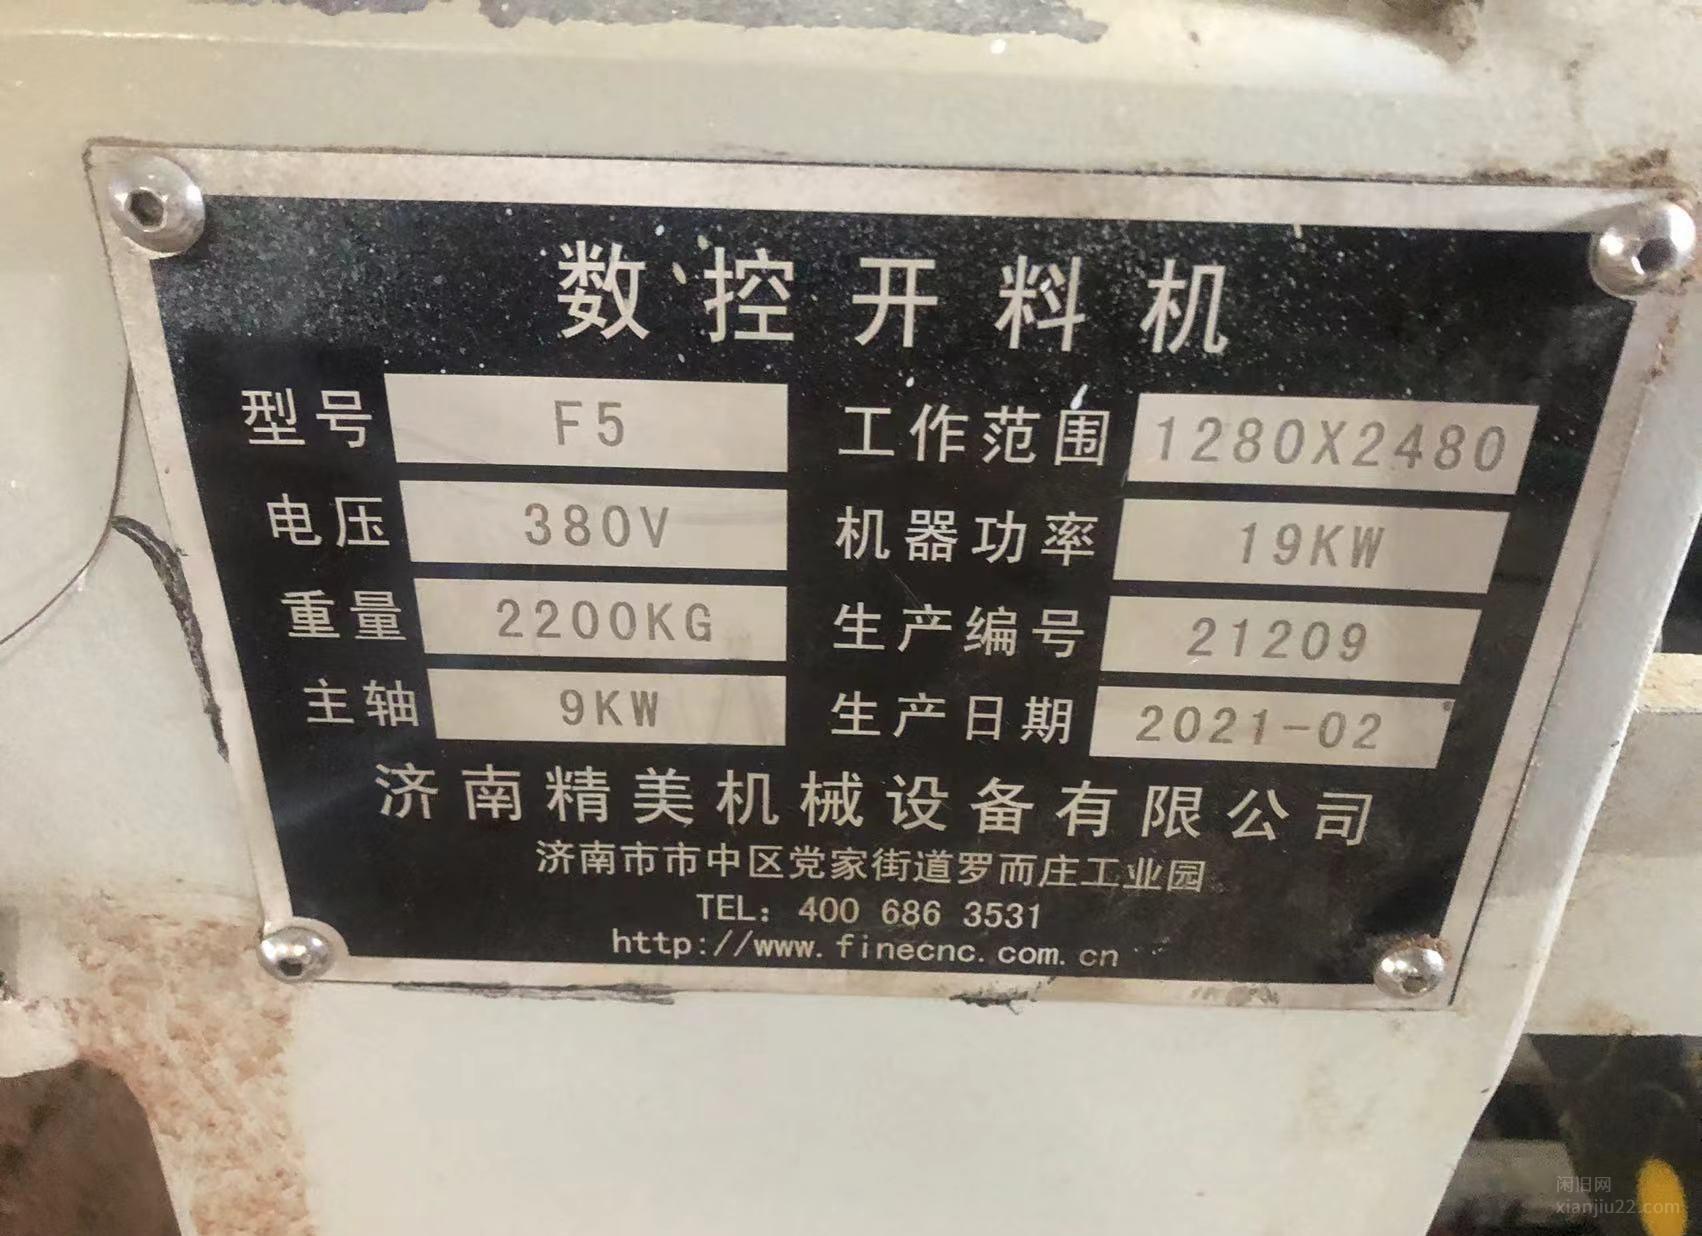 数控开料机
型号 F5 工作范围 1280X2480
电压 380V 机器功率 19KW
重量 2200KG 生产编号 21209
主轴 9KW 生产日期 2021-02
济南精美机械设备有限公司
济南市市中区党家街道罗而庄工业园
TEL: 400 686 3531
http://www.finecnc.com.cn
闲旧网
xianjiu22.com